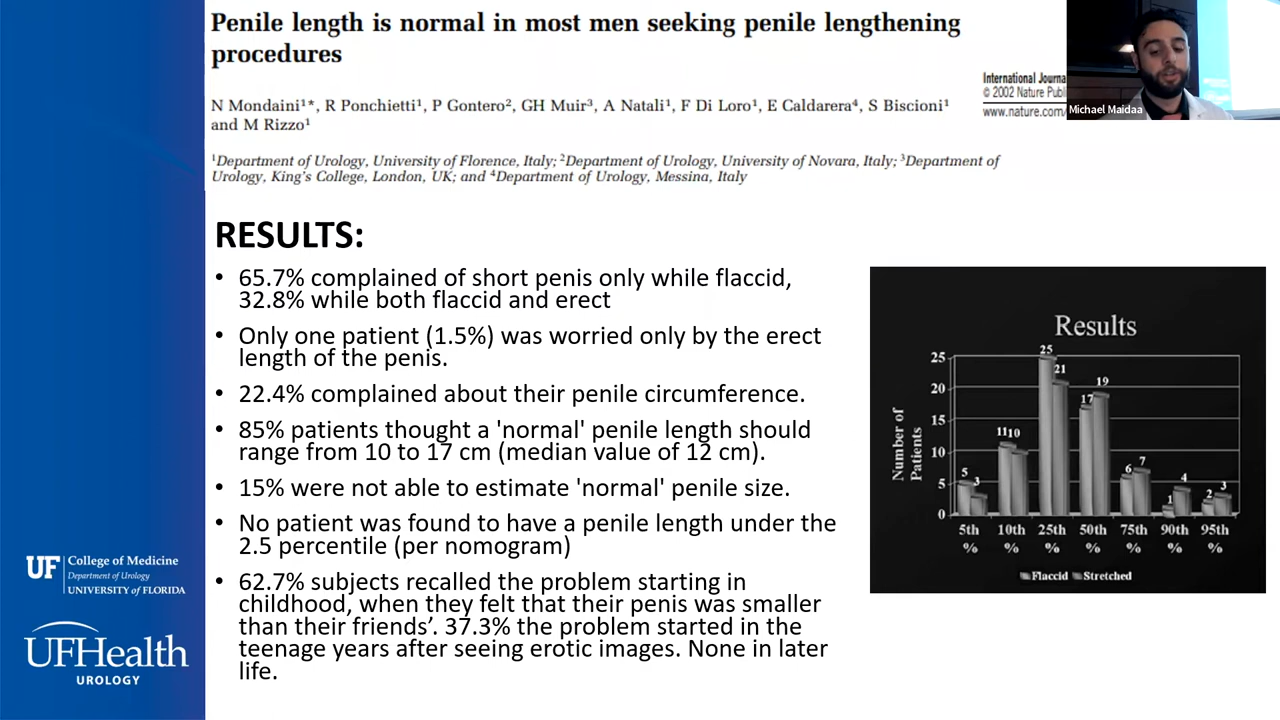 Penile length is normal in most men seeking penile lengthening
procedures
International Journa
© 2002 Nature Publ
www.nature.com/
Michael Maidaa
N Mondaini¹*, R Ponchietti¹, P Gontero², GH Muir³, A Natali¹, F Di Loro¹, E Caldarera⁴, S Biscioni¹
and M Rizzo¹
¹Department of Urology, University of Florence, Italy; ²Department of Urology, University of Novara, Italy; ³Department of
Urology, King's College, London, UK; and ⁴Department of Urology, Messina, Italy
RESULTS:
• 65.7% complained of short penis only while flaccid,
32.8% while both flaccid and erect
• Only one patient (1.5%) was worried only by the erect
length of the penis.
• 22.4% complained about their penile circumference.
• 85% patients thought a 'normal' penile length should
range from 10 to 17 cm (median value of 12 cm).
• 15% were not able to estimate 'normal' penile size.
• No patient was found to have a penile length under the
2.5 percentile (per nomogram)
• 62.7% subjects recalled the problem starting in
childhood, when they felt that their penis was smaller
than their friends’. 37.3% the problem started in the
teenage years after seeing erotic images. None in later
life.
Results
Number of
Patients
25
20
15
10
5
0
5 3
11 10
25 21
17 19
6 7
1 4
2 3
5th 10th 25th 50th 75th 90th 95th
% % % % % % %
Flaccid Stretched
UF College of Medicine
Department of Urology
UNIVERSITY of FLORIDA
UFHealth
UROLOGY